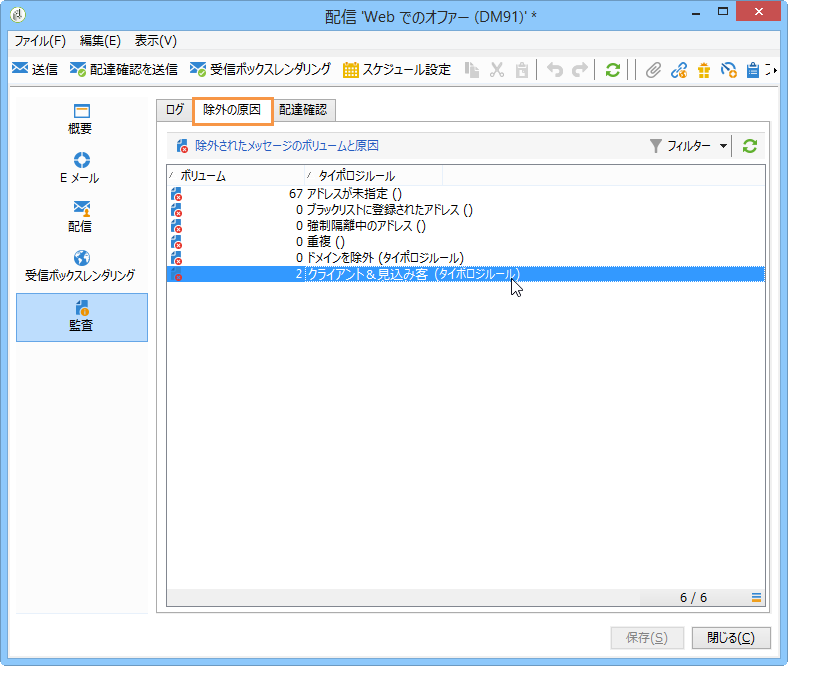 配信 'Web でのオファー (DM91)' *
ファイル(F) 編集(E) 表示(V)
送信 配達確認を送信 受信ボックスレンダリング スケジュール設定
概要
E メール
配信
受信ボックスレンダリング
監査
ログ 除外の原因 配達確認
除外されたメッセージのボリュームと原因 フィルター
ボリューム タイポロジルール
67 アドレスが未指定 ()
0 ブラックリストに登録されたアドレス ()
0 強制隔離中のアドレス ()
0 重複 ()
0 ドメインを除外 (タイポロジルール)
2 クライアント＆見込み客 (タイポロジルール)
6 / 6
保存(S) 閉じる(C)